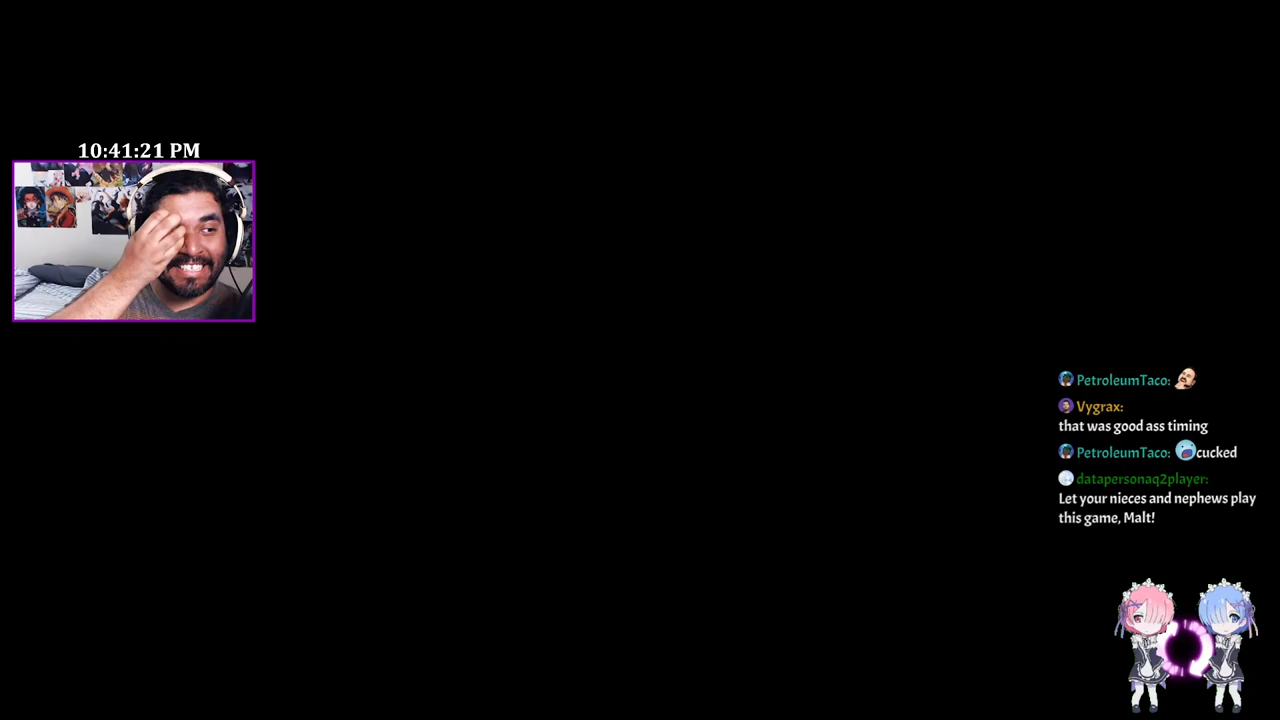 10:41:21 PM
PetroleumTaco:
Vygrax:
that was good ass timing
PetroleumTaco: cucked
datapersonaq2player:
Let your nieces and nephews play
this game, Malt!